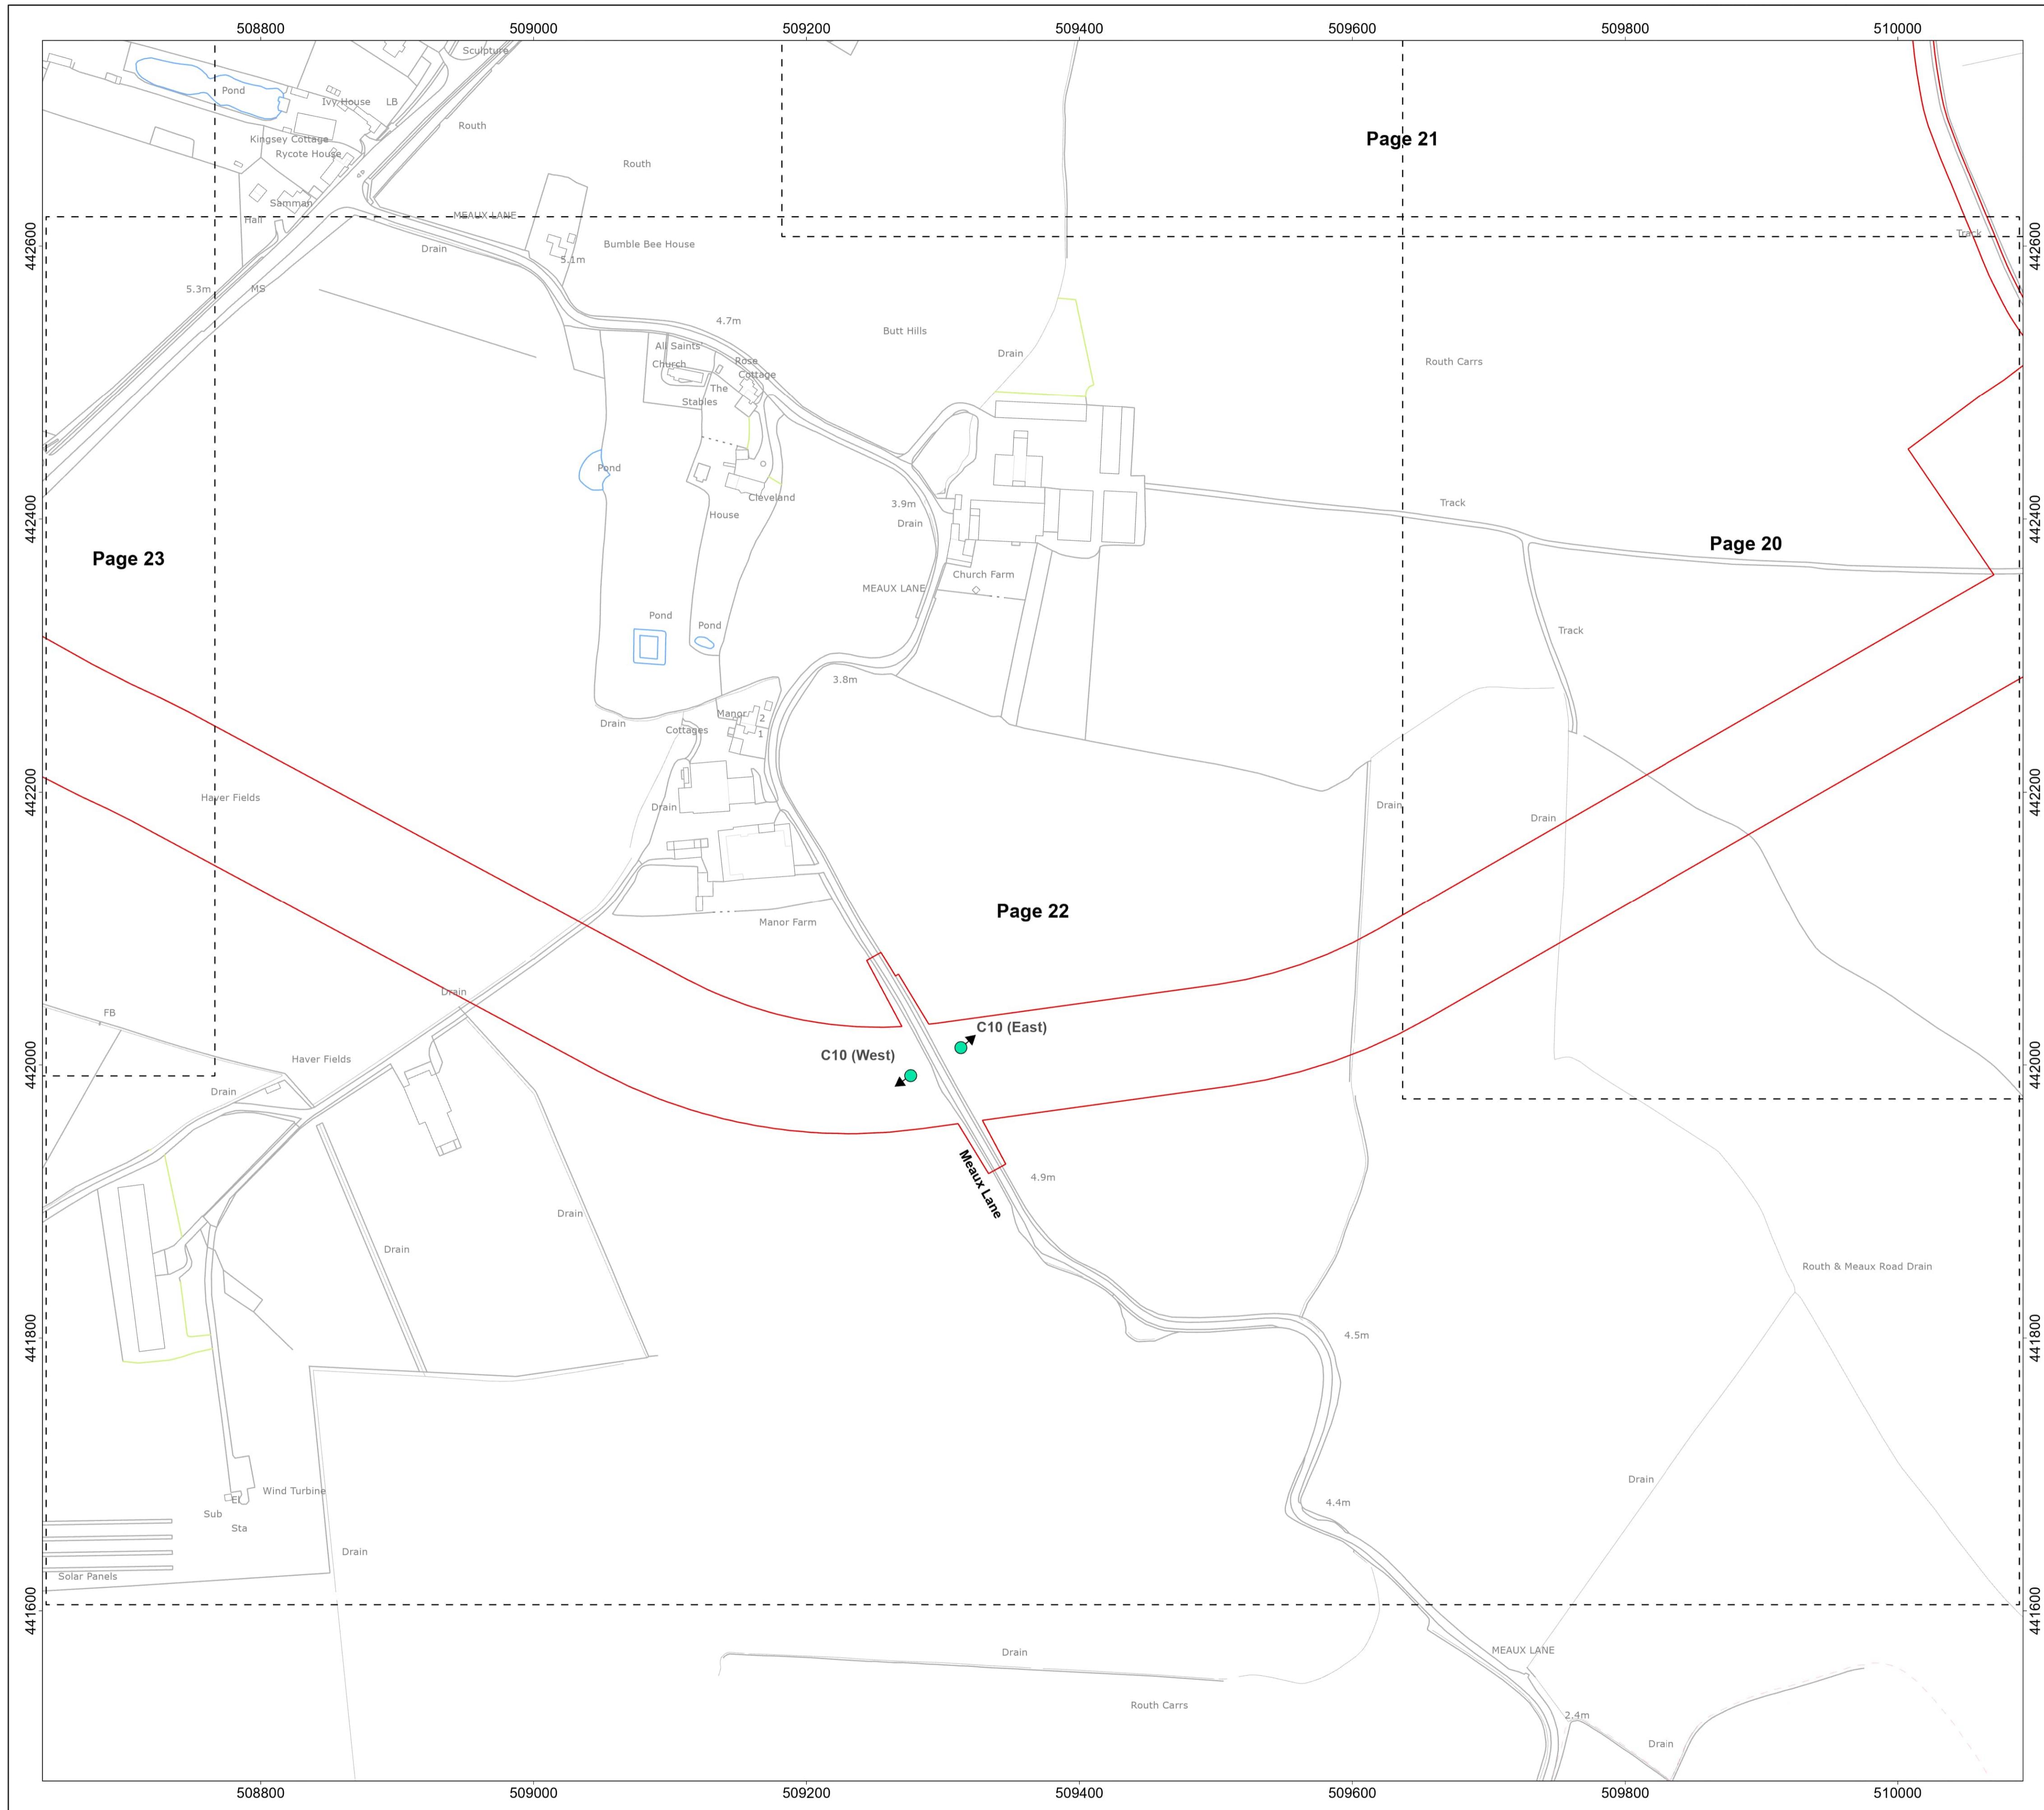 508800 509000 509200 509400 509600 509800 510000
Sculpture
Pond
Ivy House LB
Routh
Page 21
Kingsey Cottage
Rycote House
Routh
Samman
Hall
MEAUX LANE
Track
442600
442600
Drain
Bumble Bee House
5.1m
5.3m
MS
4.7m
Butt Hills
All Saints'
Church
Rose
Cottage
Drain
Routh Carrs
The
Stables
Pond
Cleveland
House
3.9m
Drain
Track
442400
442400
Page 23
Page 20
Church Farm
MEAUX LANE
Pond
Pond
Track
3.8m
Manor
Cottages
2
1
Drain
Haver Fields
442200
442200
Drain
Drain
Drain
Manor Farm
Page 22
Drain
FB
C10 (East)
C10 (West)
Haver Fields
442000
442000
Drain
Meaux Lane
4.9m
Drain
Drain
Routh & Meaux Road Drain
441800
441800
4.5m
Drain
Wind Turbine
El
Sub
Sta
4.4m
Drain
Solar Panels
441600
441600
Drain
MEAUX LANE
Routh Carrs
2.4m
Drain
508800 509000 509200 509400 509600 509800 510000